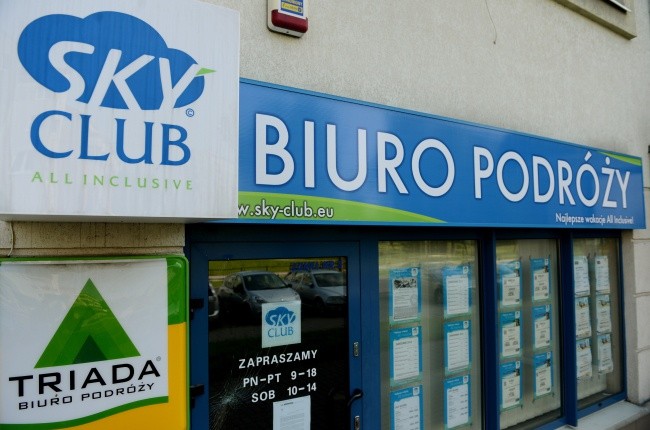 SKY
CLUB
©
ALL INCLUSIVE
BIURO PODRÓŻY
w.sky-club.eu
Najlepsze wakacje All Inclusive!
TRIADA
BIURO PODRÓŻY
SKY
CLUB
ZAPRASZAMY
PN-PT 9-18
SOB 10-14